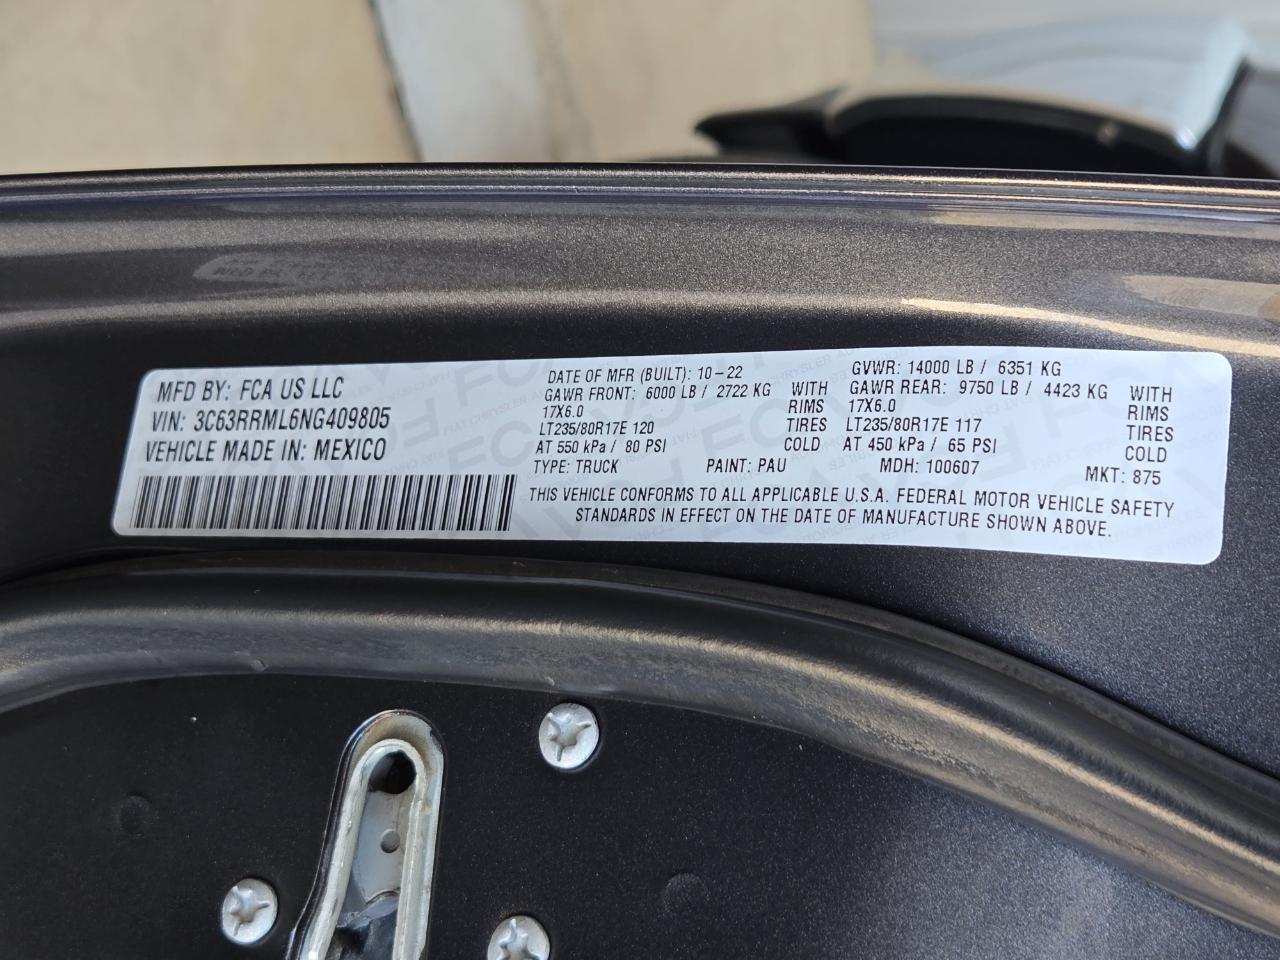 MFD BY: FCA US LLC
VIN: 3C63RRML6NG409805
VEHICLE MADE IN: MEXICO
DATE OF MFR (BUILT): 10-22
GAWR FRONT: 6000 LB / 2722 KG WITH
17X6.0 RIMS
LT235/80R17E 120 TIRES
AT 550 kPa / 80 PSI COLD
GVWR: 14000 LB / 6351 KG
GAWR REAR: 9750 LB / 4423 KG WITH
17X6.0 RIMS
LT235/80R17E 117 TIRES
AT 450 kPa / 65 PSI COLD
TYPE: TRUCK PAINT: PAU MDH: 100607 MKT: 875
THIS VEHICLE CONFORMS TO ALL APPLICABLE U.S.A. FEDERAL MOTOR VEHICLE SAFETY
STANDARDS IN EFFECT ON THE DATE OF MANUFACTURE SHOWN ABOVE.